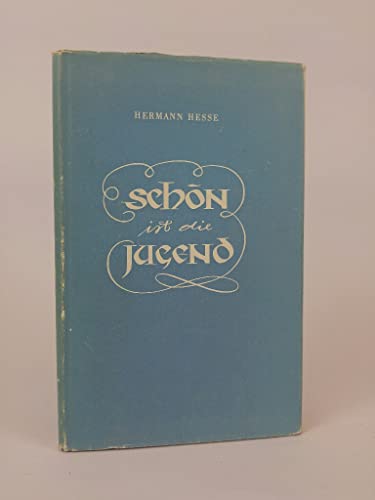 HERMANN HESSE
SCHÖN
ist die
JUGEND